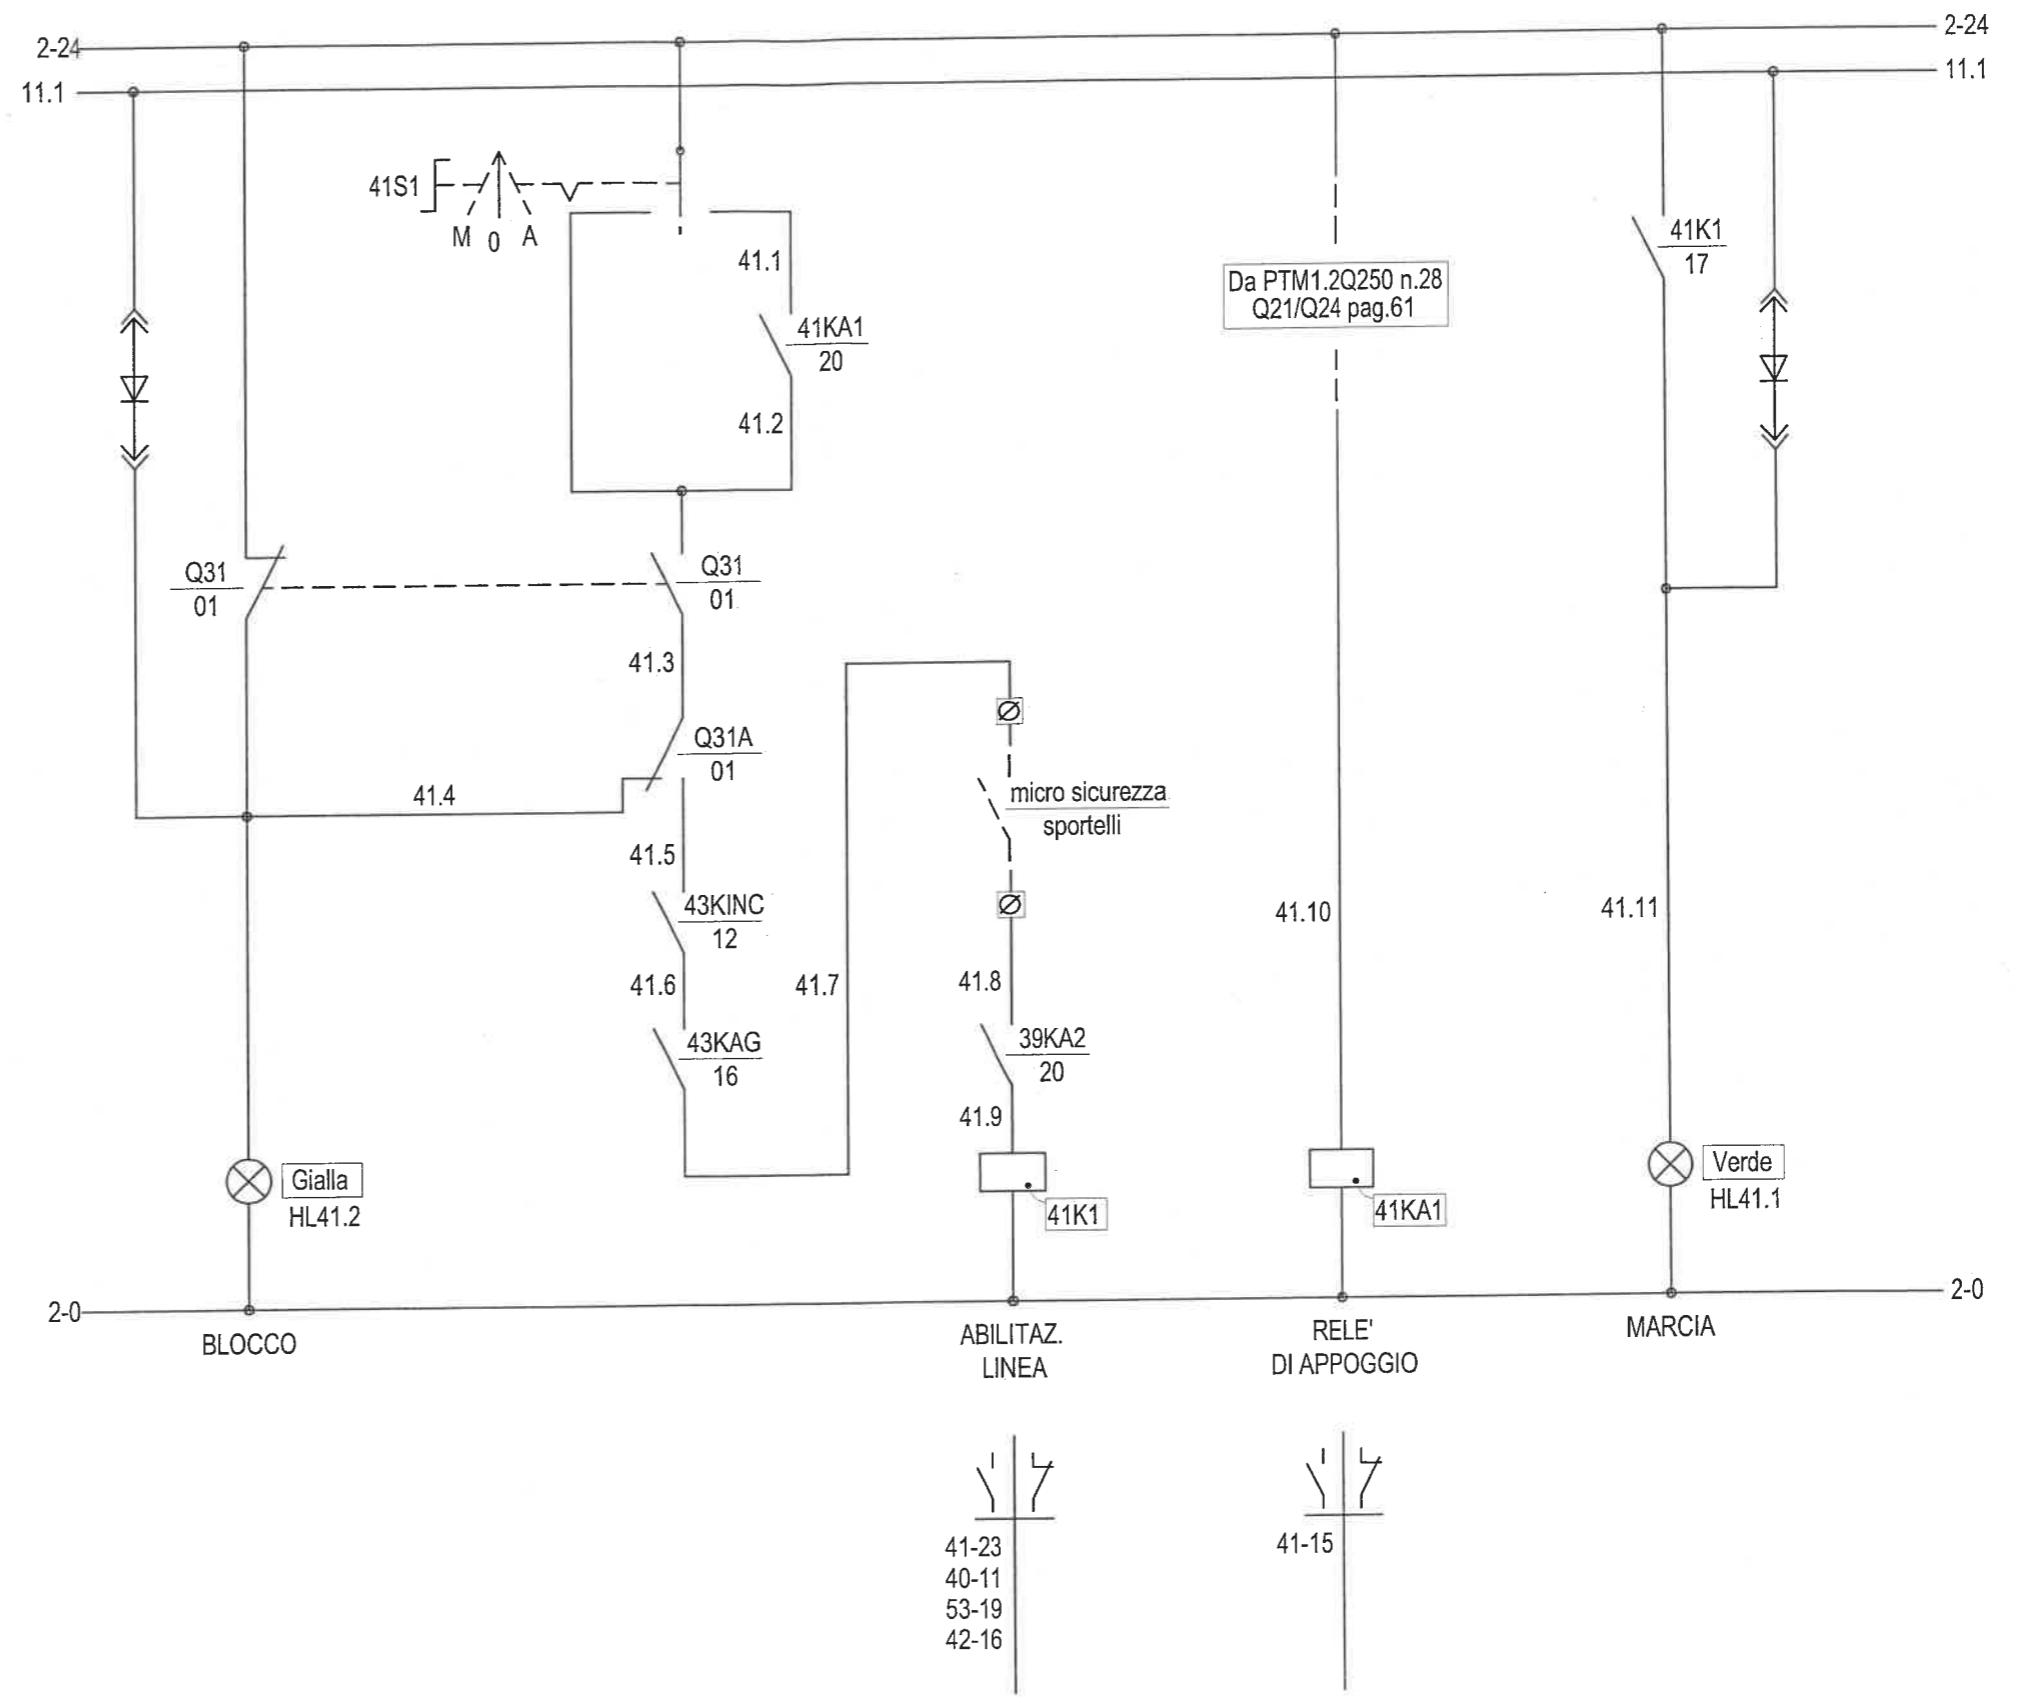 2-24
2-24
11.1
11.1
41S1
M 0 A
41.1
41KA1
20
41.2
Da PTM1.2Q250 n.28
Q21/Q24 pag.61
41K1
17
Q31
01
Q31
01
41.3
Q31A
01
41.4
41.5
43KINC
12
41.6
43KAG
16
41.7
micro sicurezza
sportelli
41.8
39KA2
20
41.9
41K1
41.10
41KA1
41.11
Gialla
HL41.2
Verde
HL41.1
2-0
2-0
BLOCCO
ABILITAZ.
LINEA
RELE'
DI APPOGGIO
MARCIA
41-23
40-11
53-19
42-16
41-15